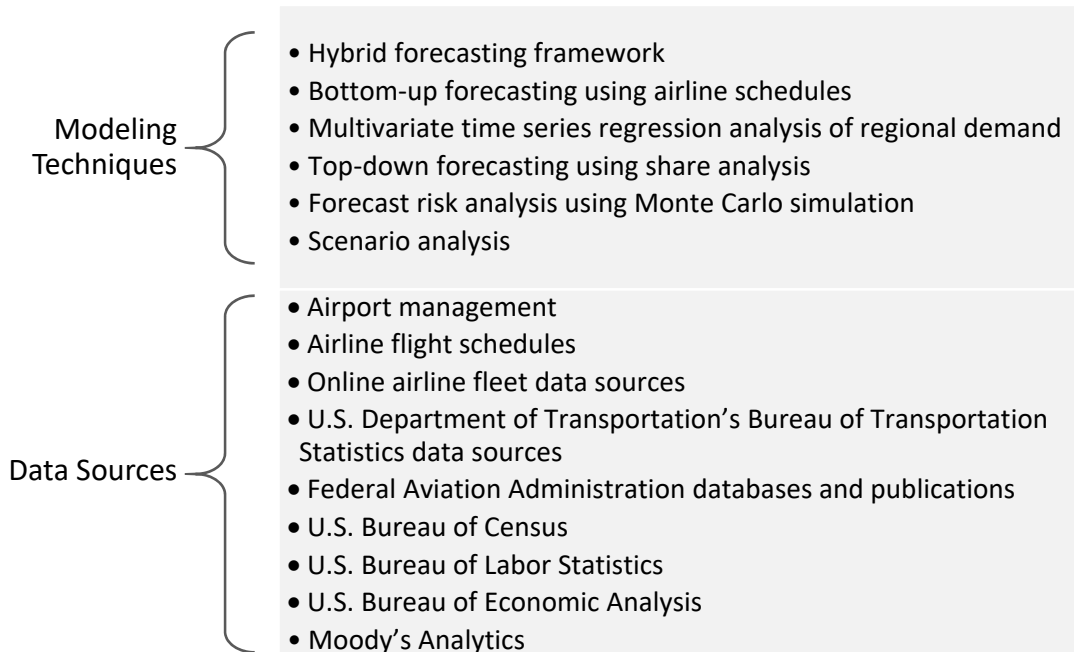 Modeling
Techniques
• Hybrid forecasting framework
• Bottom-up forecasting using airline schedules
• Multivariate time series regression analysis of regional demand
• Top-down forecasting using share analysis
• Forecast risk analysis using Monte Carlo simulation
• Scenario analysis
Data Sources
• Airport management
• Airline flight schedules
• Online airline fleet data sources
• U.S. Department of Transportation’s Bureau of Transportation
Statistics data sources
• Federal Aviation Administration databases and publications
• U.S. Bureau of Census
• U.S. Bureau of Labor Statistics
• U.S. Bureau of Economic Analysis
• Moody’s Analytics